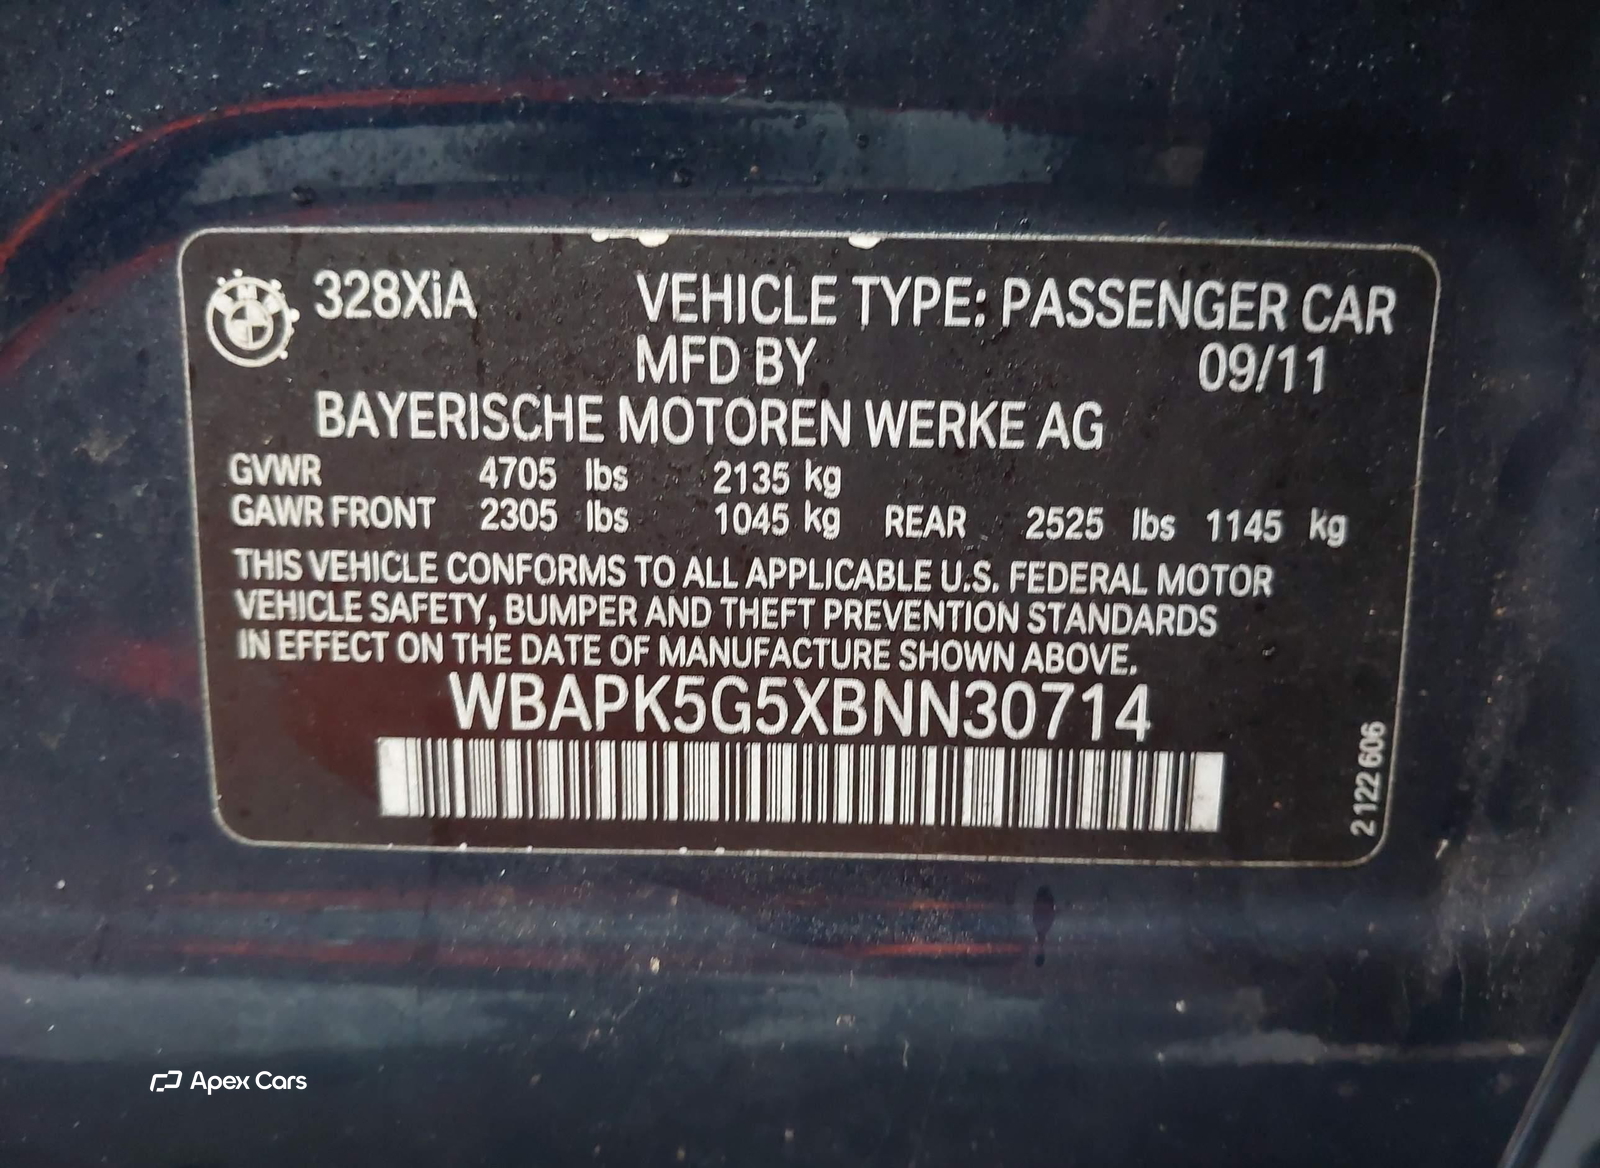 328XiA VEHICLE TYPE: PASSENGER CAR
MFD BY 09/11
BAYERISCHE MOTOREN WERKE AG
GVWR 4705 lbs 2135 kg
GAWR FRONT 2305 lbs 1045 kg REAR 2525 lbs 1145 kg
THIS VEHICLE CONFORMS TO ALL APPLICABLE U.S. FEDERAL MOTOR
VEHICLE SAFETY, BUMPER AND THEFT PREVENTION STANDARDS
IN EFFECT ON THE DATE OF MANUFACTURE SHOWN ABOVE.
WBAPK5G5XBNN30714
2 122 606
Apex Cars